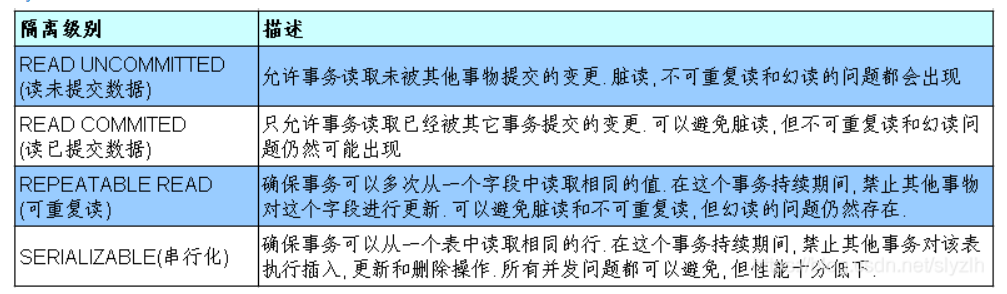 隔离级别
描述
READ UNCOMMITTED
(读未提交数据)
允许事务读取未被其他事物提交的变更.脏读,不可重复读和幻读的问题都会出现
READ COMMITED
(读已提交数据)
只允许事务读取已经被其它事务提交的变更.可以避免脏读,但不可重复读和幻读问
题仍然可能出现
REPEATABLE READ
(可重复读)
确保事务可以多次从一个字段中读取相同的值.在这个事务持续期间,禁止其他事物
对这个字段进行更新.可以避免脏读和不可重复读,但幻读的问题仍然存在.
SERIALIZABLE(串行化)
确保事务可以从一个表中读取相同的行.在这个事务持续期间,禁止其他事务对该表
执行插入,更新和删除操作.所有并发问题都可以避免,但性能十分低下.